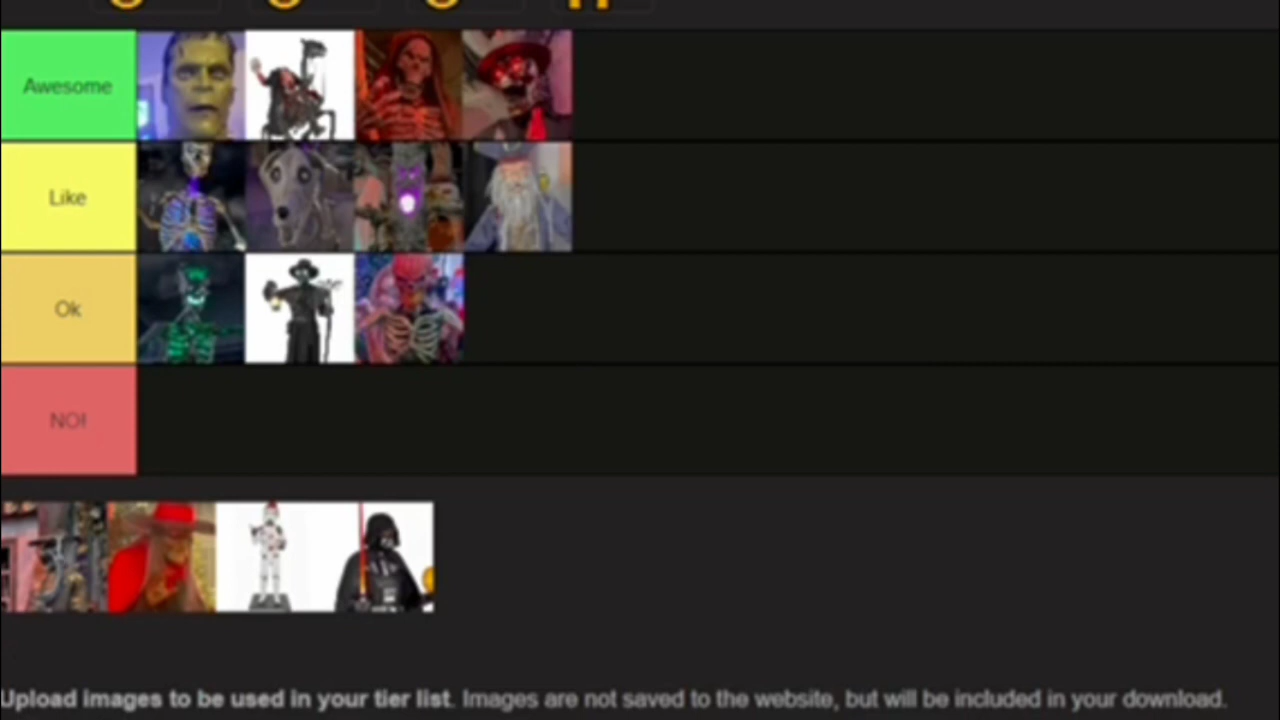 Awesome
Like
Ok
NO!
Upload images to be used in your tier list. Images are not saved to the website, but will be included in your download.